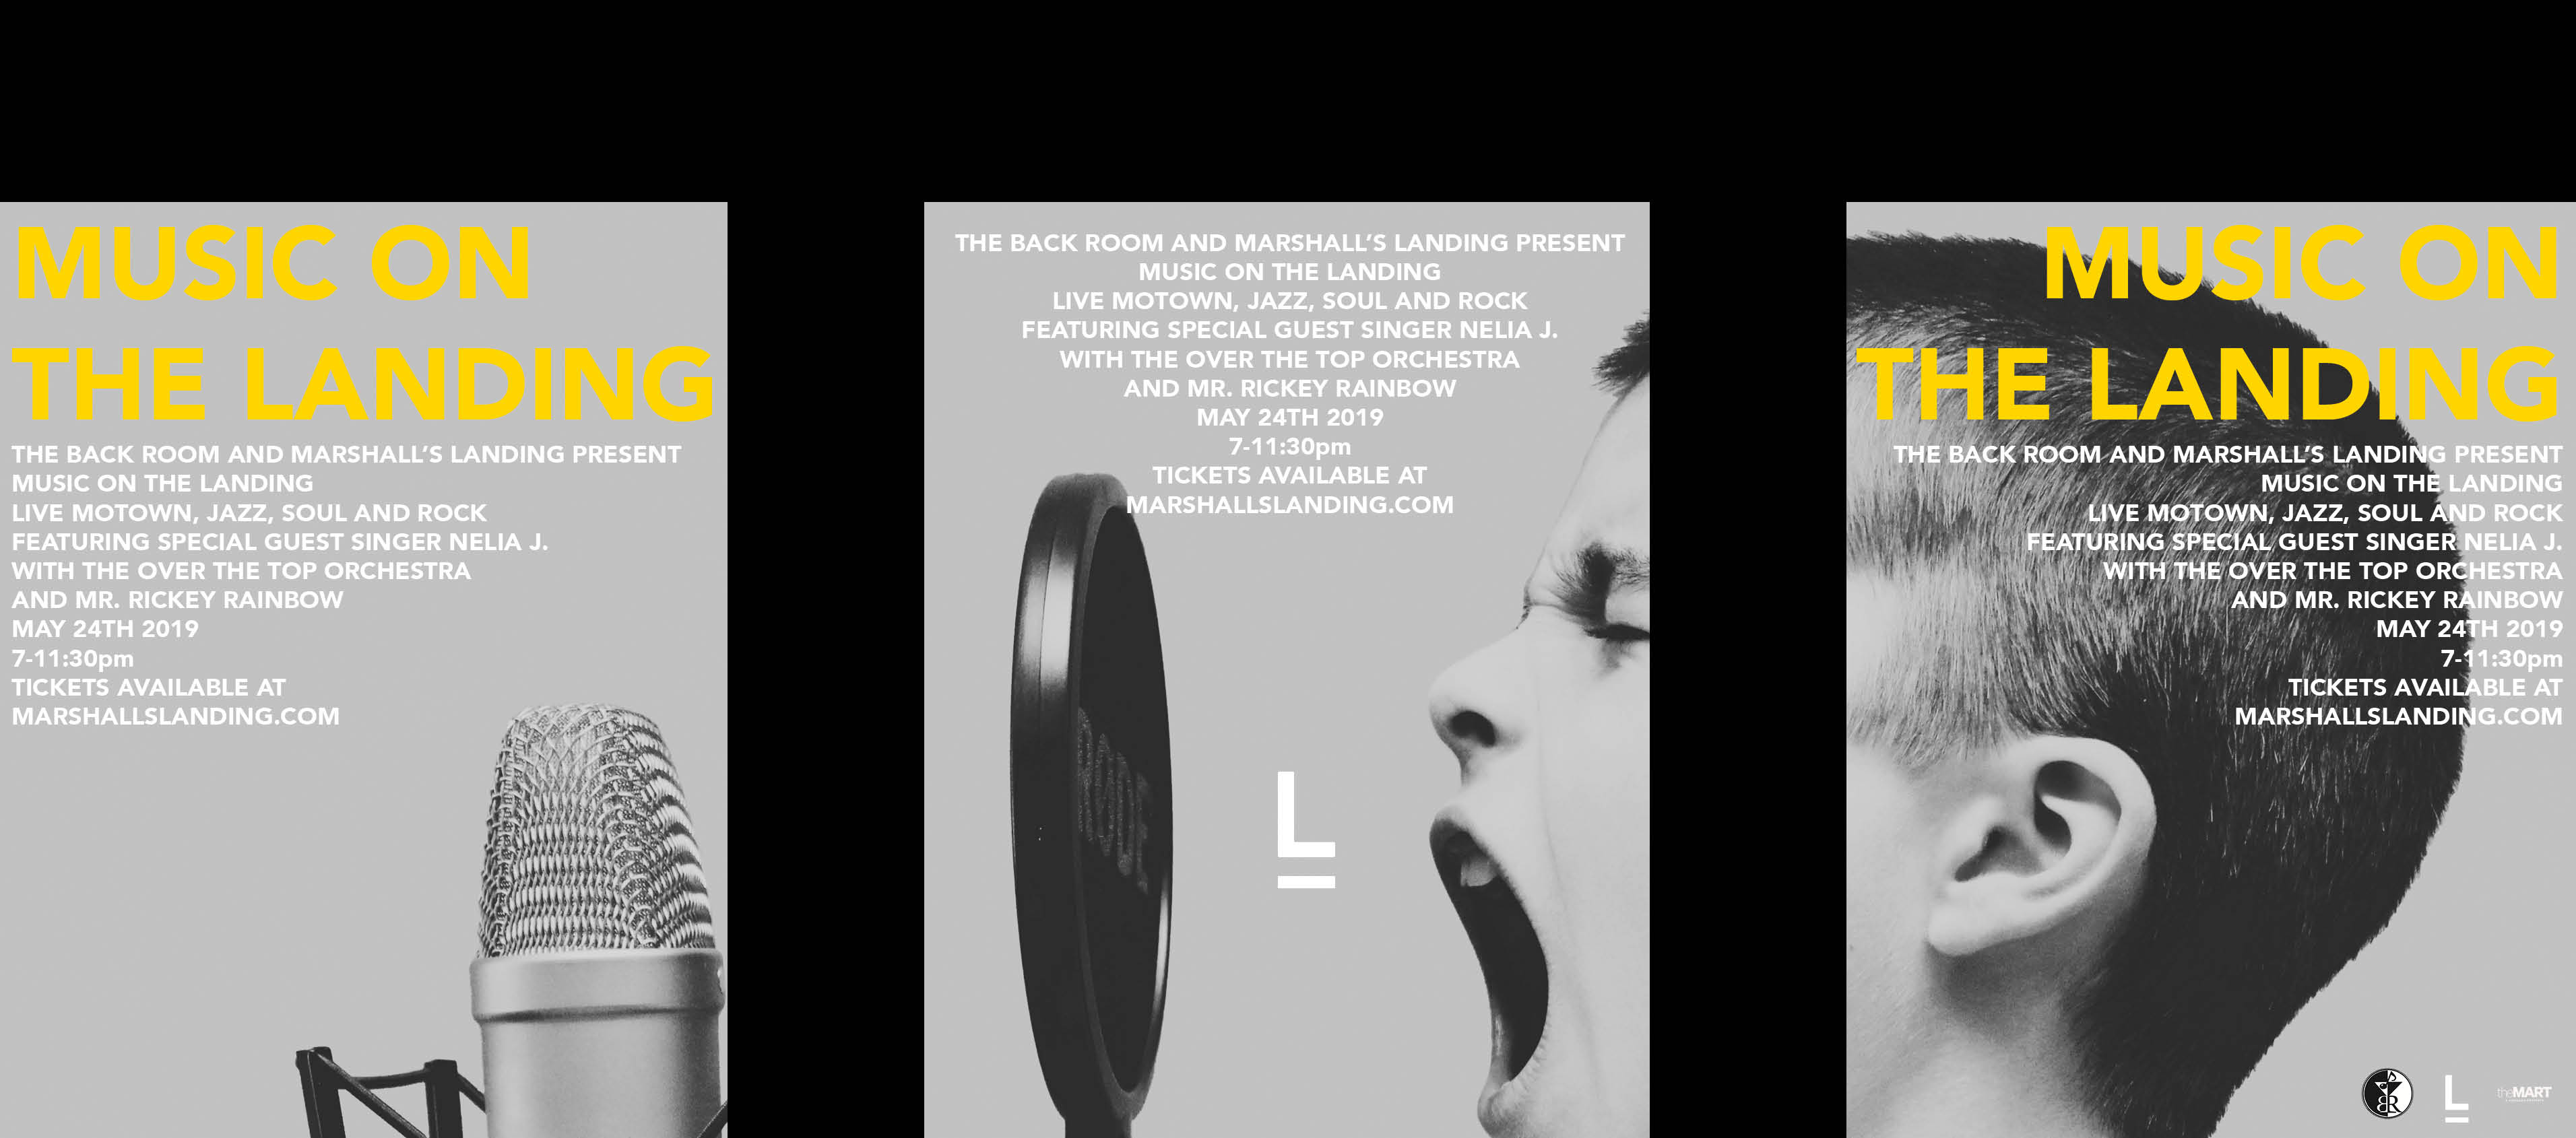 MUSIC ON
THE LANDING
THE BACK ROOM AND MARSHALL'S LANDING PRESENT
MUSIC ON THE LANDING
LIVE MOTOWN, JAZZ, SOUL AND ROCK
FEATURING SPECIAL GUEST SINGER NELIA J.
WITH THE OVER THE TOP ORCHESTRA
AND MR. RICKEY RAINBOW
MAY 24TH 2019
7-11:30pm
TICKETS AVAILABLE AT
MARSHALLSLANDING.COM
THE BACK ROOM AND MARSHALL'S LANDING PRESENT
MUSIC ON THE LANDING
LIVE MOTOWN, JAZZ, SOUL AND ROCK
FEATURING SPECIAL GUEST SINGER NELIA J.
WITH THE OVER THE TOP ORCHESTRA
AND MR. RICKEY RAINBOW
MAY 24TH 2019
7-11:30pm
TICKETS AVAILABLE AT
MARSHALLSLANDING.COM
L
MUSIC ON
THE LANDING
THE BACK ROOM AND MARSHALL'S LANDING PRESENT
MUSIC ON THE LANDING
LIVE MOTOWN, JAZZ, SOUL AND ROCK
FEATURING SPECIAL GUEST SINGER NELIA J.
WITH THE OVER THE TOP ORCHESTRA
AND MR. RICKEY RAINBOW
MAY 24TH 2019
7-11:30pm
TICKETS AVAILABLE AT
MARSHALLSLANDING.COM
BR
L
theMART